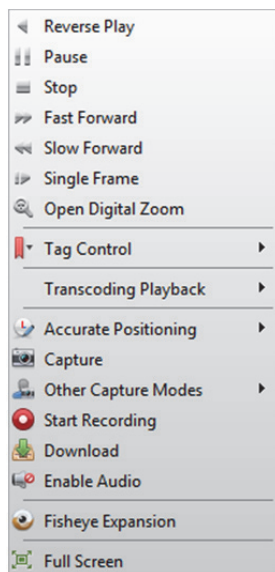 Reverse Play
Pause
Stop
Fast Forward
Slow Forward
Single Frame
Open Digital Zoom
Tag Control
Transcoding Playback
Accurate Positioning
Capture
Other Capture Modes
Start Recording
Download
Enable Audio
Fisheye Expansion
Full Screen